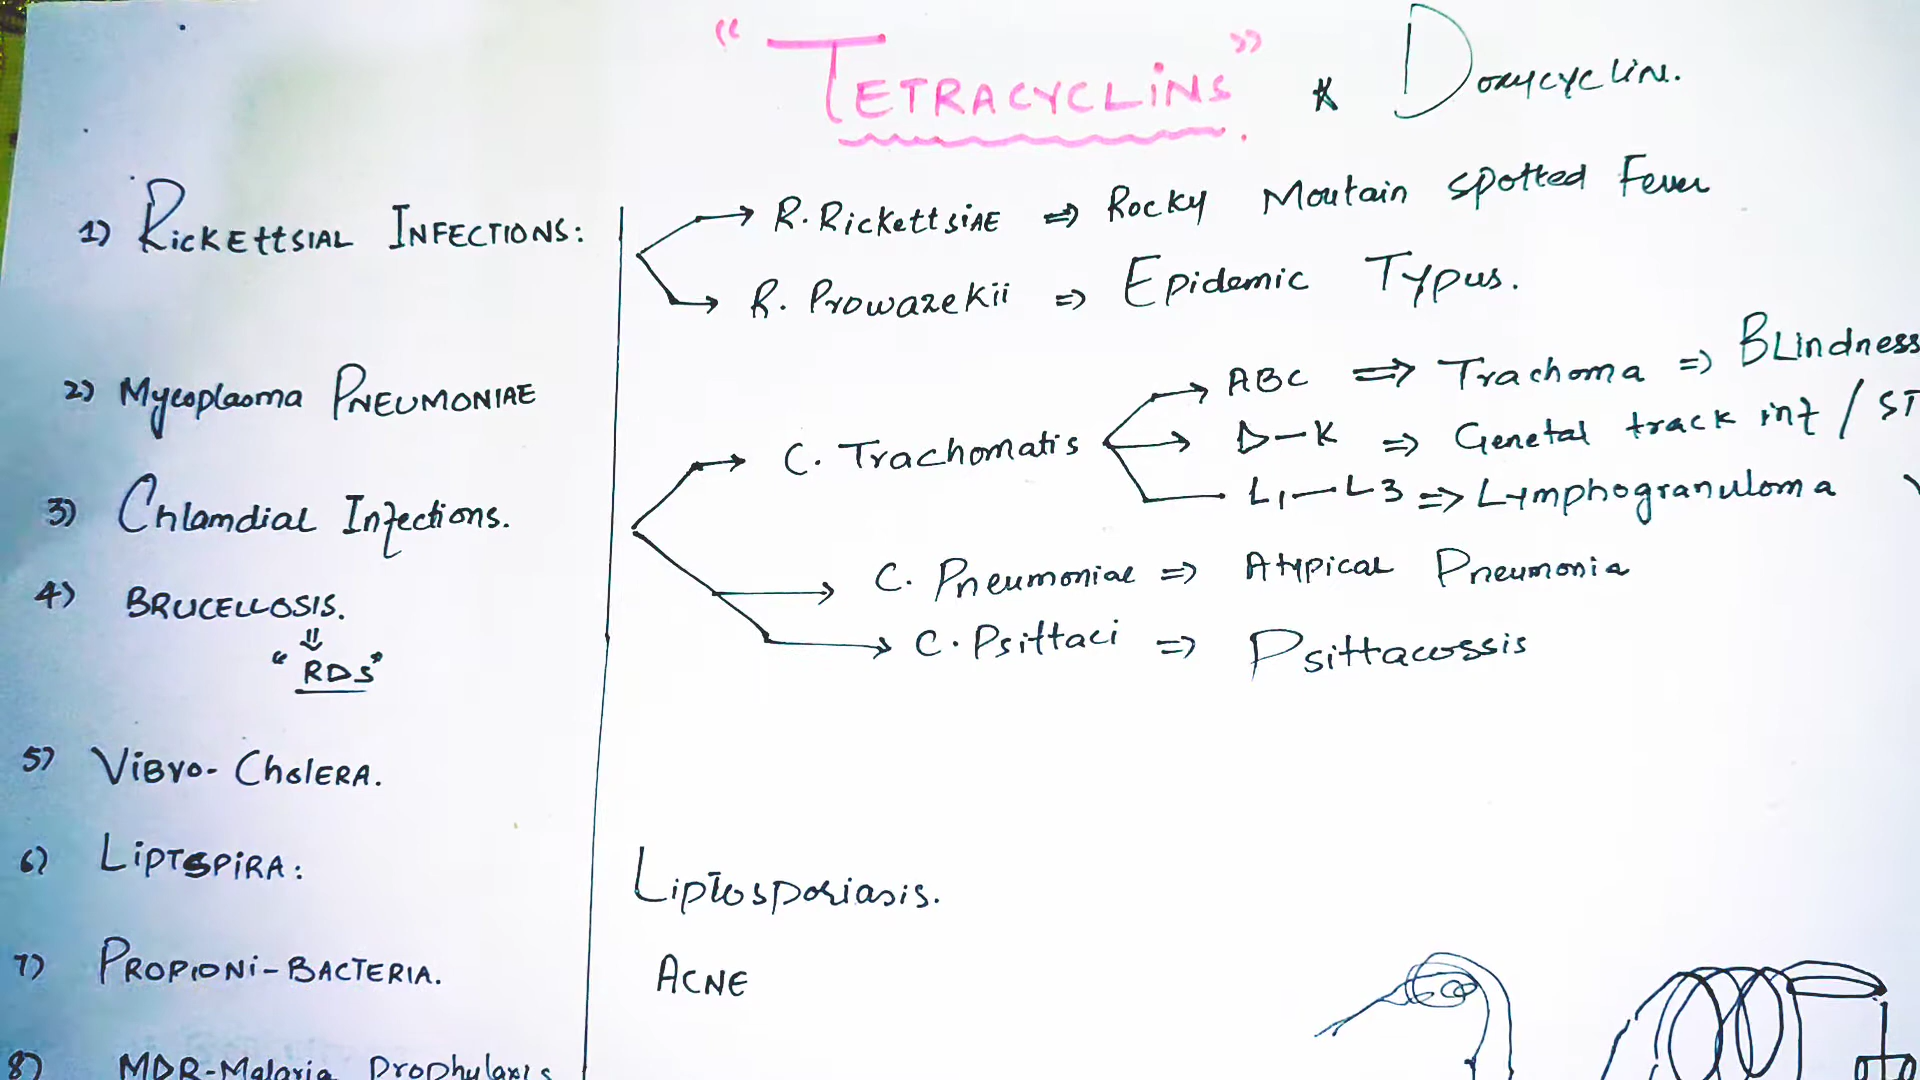 "TETRACYCLiNS" * Doxycyclin.
1) RickEttSIAL INFECTIONS:
R. RickettsiAE ⇒ Rocky Moutain spotted Fever
R. Prowazekii ⇒ Epidemic Typus.
2) Mycoplasma PNEUMONIAE
3) Chlamdial Infections.
C. Trachomatis
ABC ⇒ Trachoma ⇒ BLindness
D-K ⇒ Genetal track inf / ST
L1-L3 ⇒ Lymphogranuloma
C. Pneumoniae ⇒ Atypical Pneumonia
C. Psittaci ⇒ Psittacossis
4) BRUCELLOSIS.
⇓
"RDS"
5) ViBro-CholERA.
6) LiPTSPiRA: Liptosporiasis.
7) PROPIONi-BACTERIA. ACNE
8) MDR-Malaria Prophylaxis